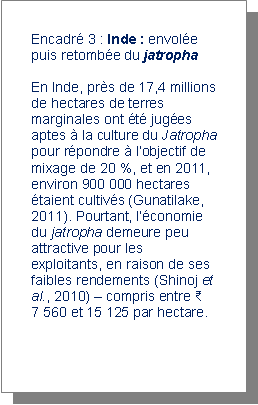 Encadré 3 : Inde : envolée
puis retombée du jatropha
En Inde, près de 17,4 millions
de hectares de terres
marginales ont été jugées
aptes à la culture du Jatropha
pour répondre à l'objectif de
mixage de 20 %, et en 2011,
environ 900 000 hectares
étaient cultivés (Gunatilake,
2011). Pourtant, l'économie
du jatropha demeure peu
attractive pour les
exploitants, en raison de ses
faibles rendements (Shinoj et
al., 2010) – compris entre ₹
7 560 et 15 125 par hectare.